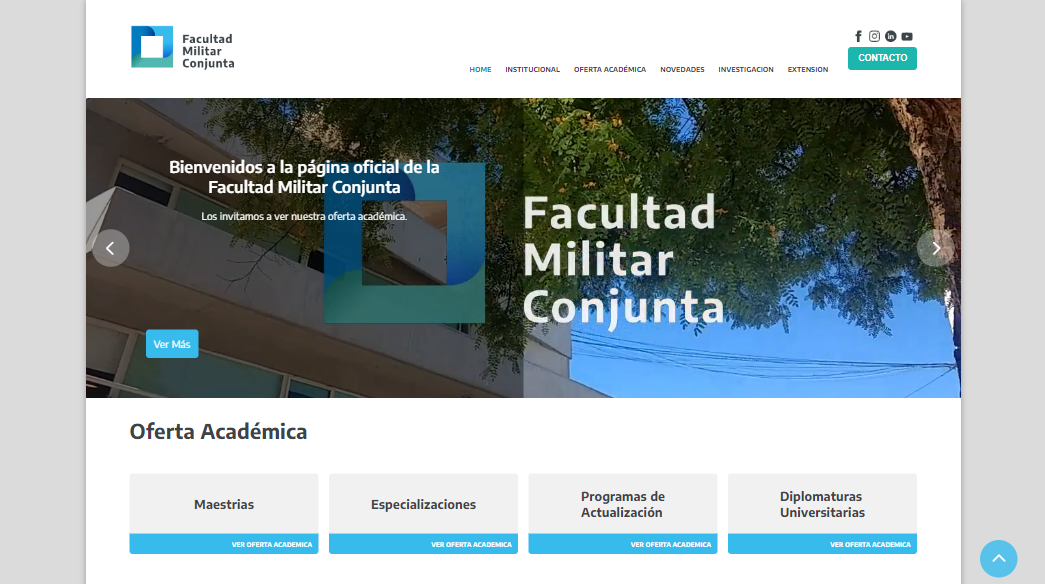 Facultad
Militar
Conjunta
HOME INSTITUCIONAL OFERTA ACADÉMICA NOVEDADES INVESTIGACION EXTENSION
CONTACTO
Bienvenidos a la página oficial de la
Facultad Militar Conjunta
Los invitamos a ver nuestra oferta académica.
Facultad
Militar
Conjunta
Ver Más
Oferta Académica
Maestrias
VER OFERTA ACADEMICA
Especializaciones
VER OFERTA ACADEMICA
Programas de
Actualización
VER OFERTA ACADEMICA
Diplomaturas
Universitarias
VER OFERTA ACADEMICA